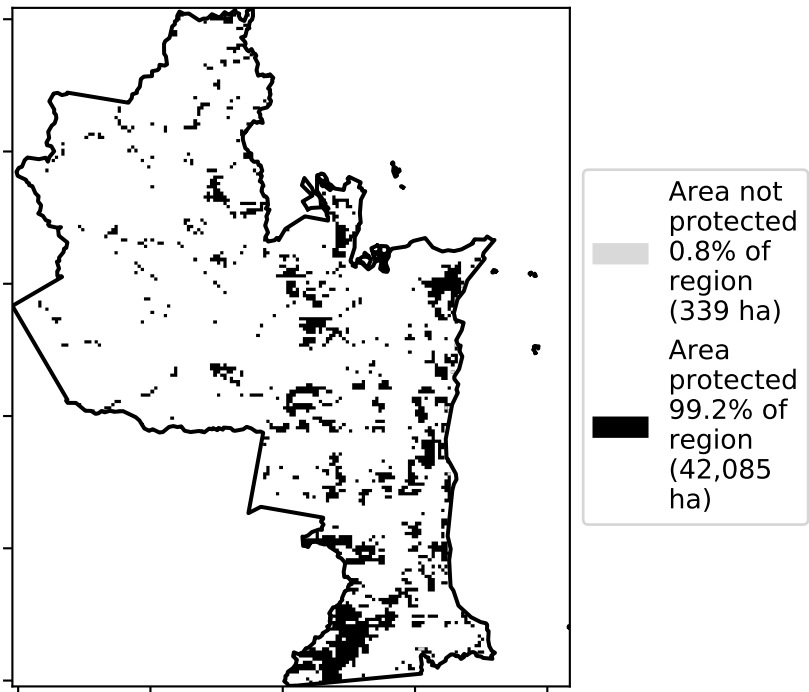 Area not
protected
0.8% of
region
(339 ha)
Area
protected
99.2% of
region
(42,085
ha)